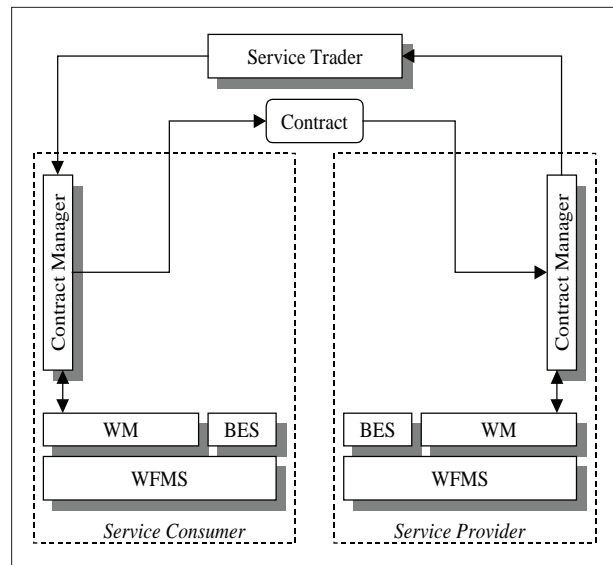 Service Trader
Contract
Contract Manager
Contract Manager
WM
BES
BES
WM
WFMS
WFMS
Service Consumer
Service Provider